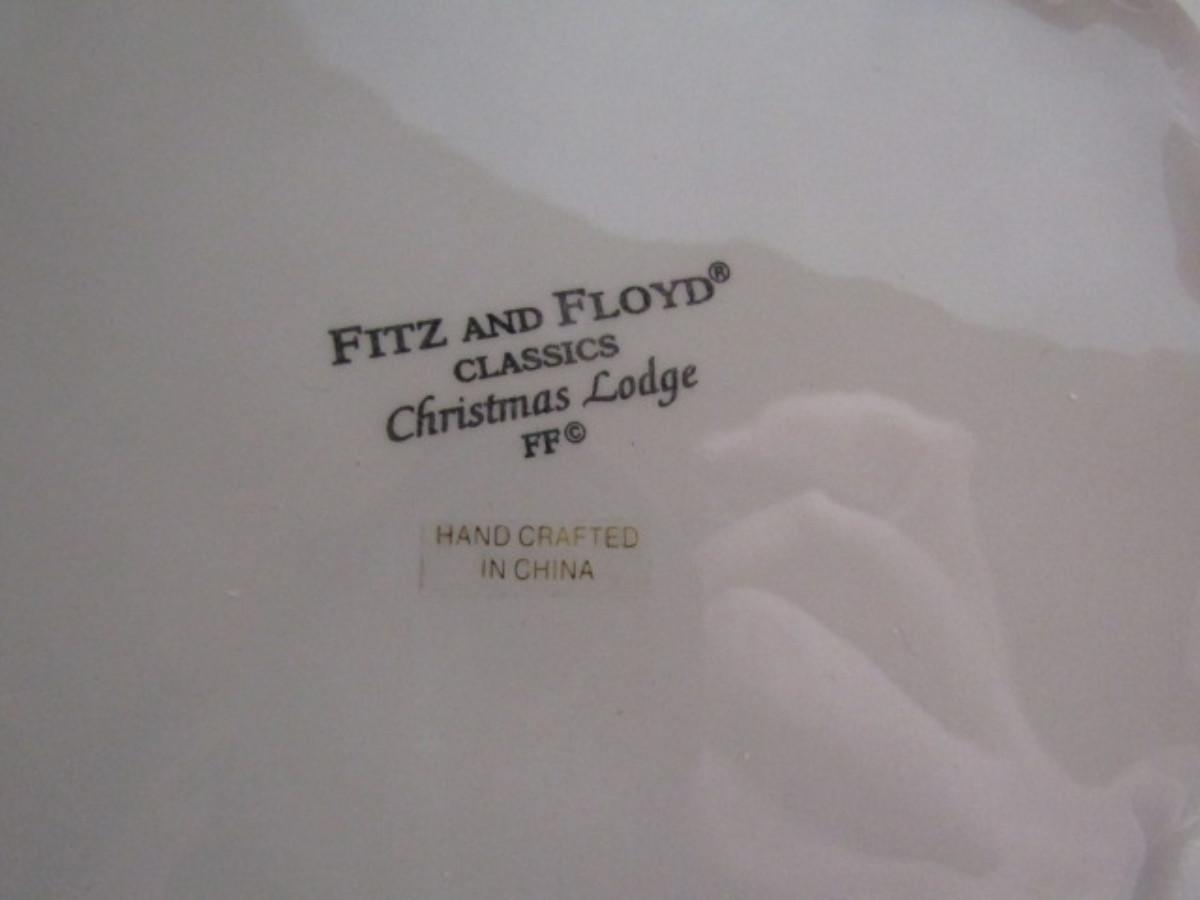 FITZ AND FLOYD®
CLASSICS
Christmas Lodge
FF©
HAND CRAFTED
IN CHINA